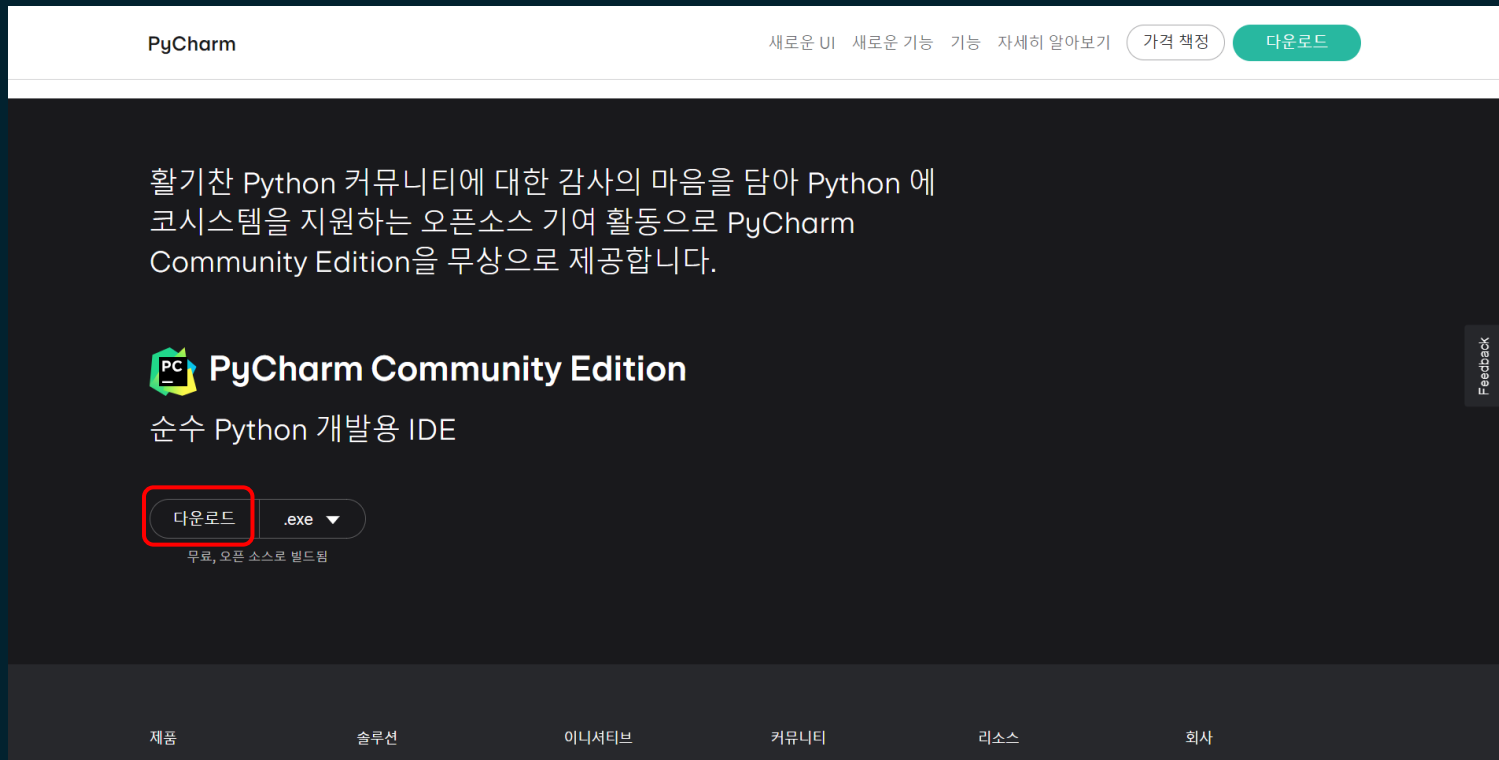 PyCharm
새로운 UI 새로운 기능 기능 자세히 알아보기 가격 책정 다운로드
활기찬 Python 커뮤니티에 대한 감사의 마음을 담아 Python 에
코시스템을 지원하는 오픈소스 기여 활동으로 PyCharm
Community Edition을 무상으로 제공합니다.
PC PyCharm Community Edition
순수 Python 개발용 IDE
다운로드 .exe
무료, 오픈 소스로 빌드됨
Feedback
제품 솔루션 이니셔티브 커뮤니티 리소스 회사